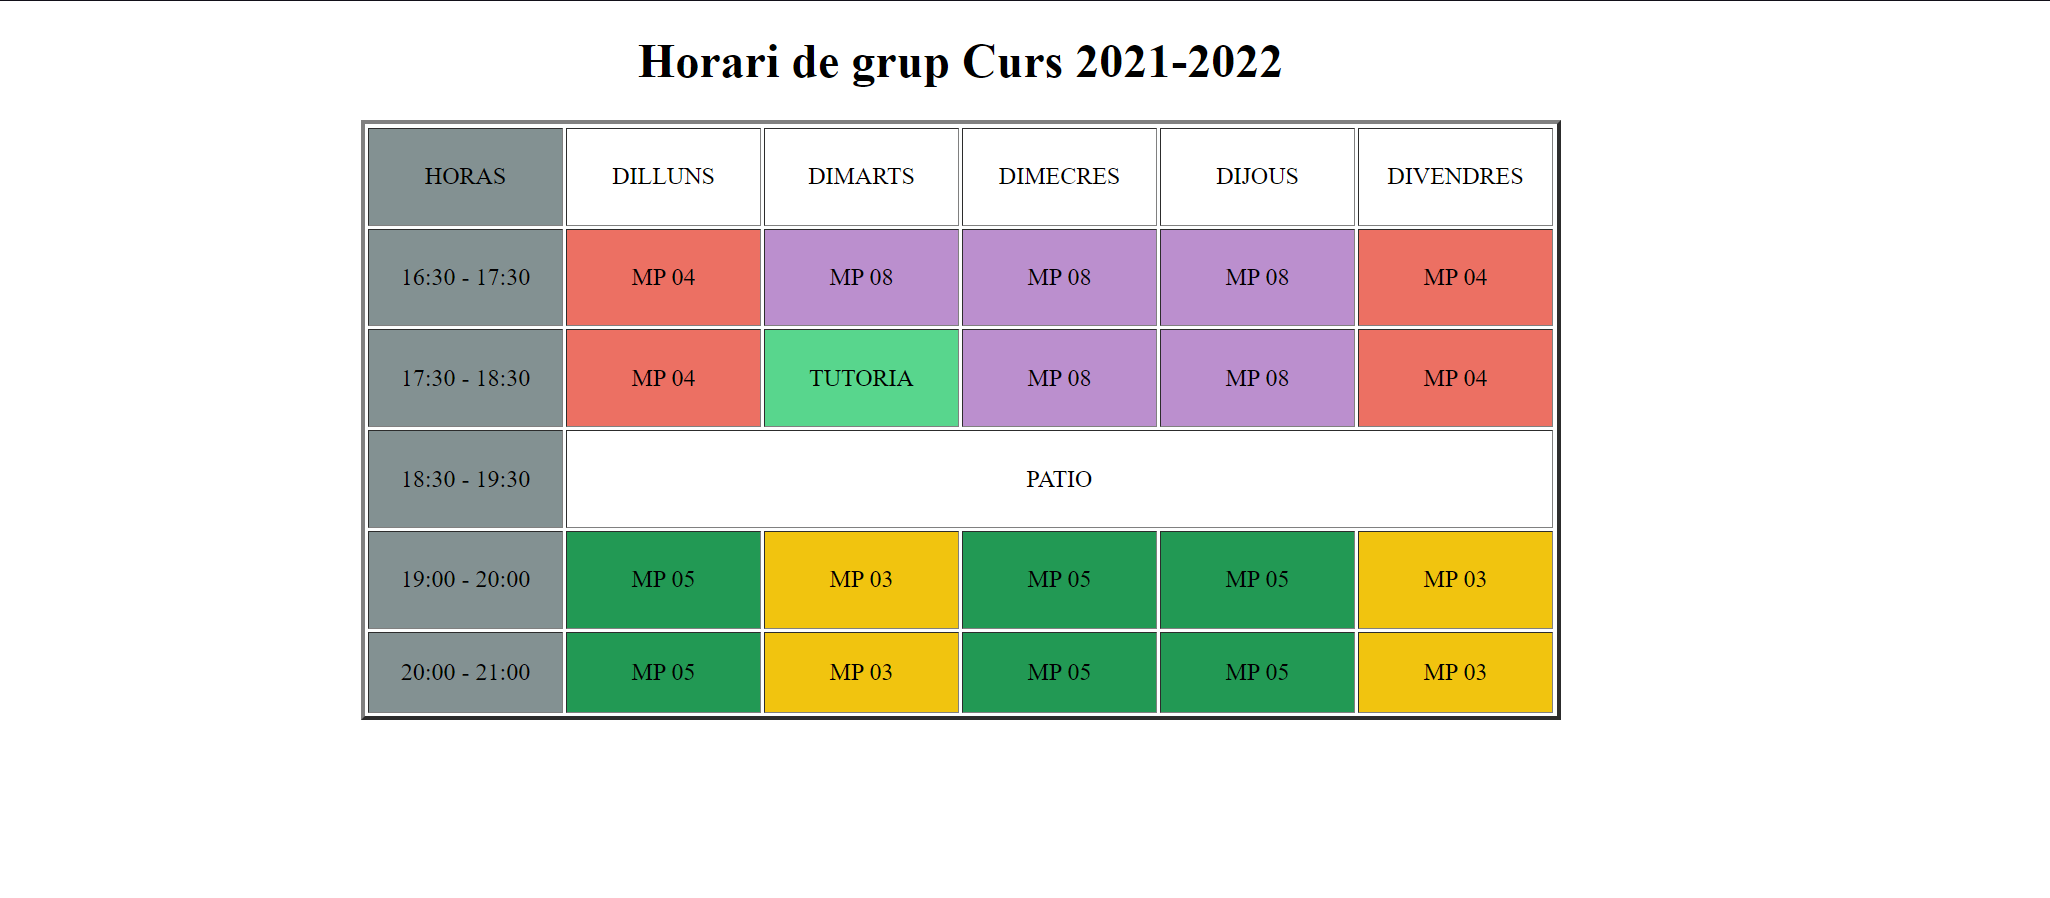 Horari de grup Curs 2021-2022
HORAS DILLUNS DIMARTS DIMECRES DIJOUS DIVENDRES
16:30 - 17:30 MP 04 MP 08 MP 08 MP 08 MP 04
17:30 - 18:30 MP 04 TUTORIA MP 08 MP 08 MP 04
18:30 - 19:30 PATIO
19:00 - 20:00 MP 05 MP 03 MP 05 MP 05 MP 03
20:00 - 21:00 MP 05 MP 03 MP 05 MP 05 MP 03